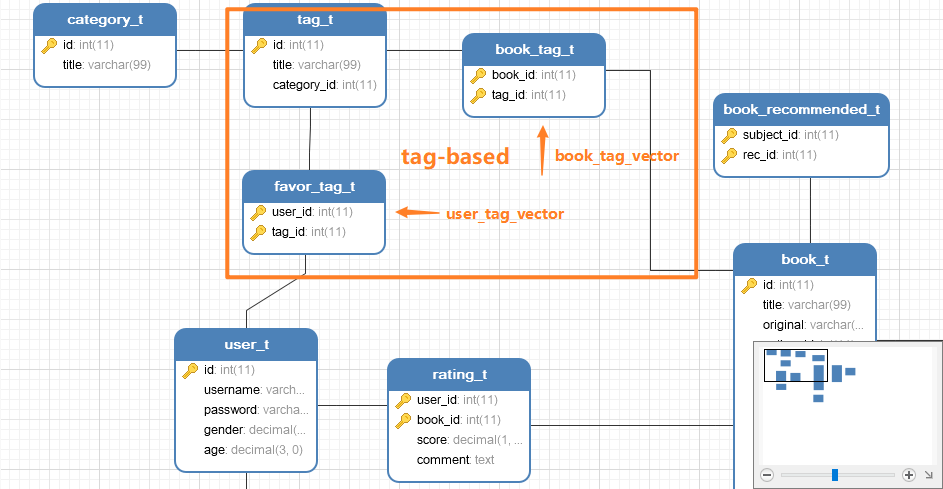 category_t
id: int(11)
title: varchar(99)
tag_t
id: int(11)
title: varchar(99)
category_id: int(11)
book_tag_t
book_id: int(11)
tag_id: int(11)
book_recommended_t
subject_id: int(11)
rec_id: int(11)
tag-based
book_tag_vector
favor_tag_t
user_id: int(11)
tag_id: int(11)
user_tag_vector
book_t
id: int(11)
title: varchar(99)
original: varchar(...
user_t
id: int(11)
username: varch...
password: varcha...
gender: decimal(...
age: decimal(3, 0)
rating_t
user_id: int(11)
book_id: int(11)
score: decimal(1, ...
comment: text